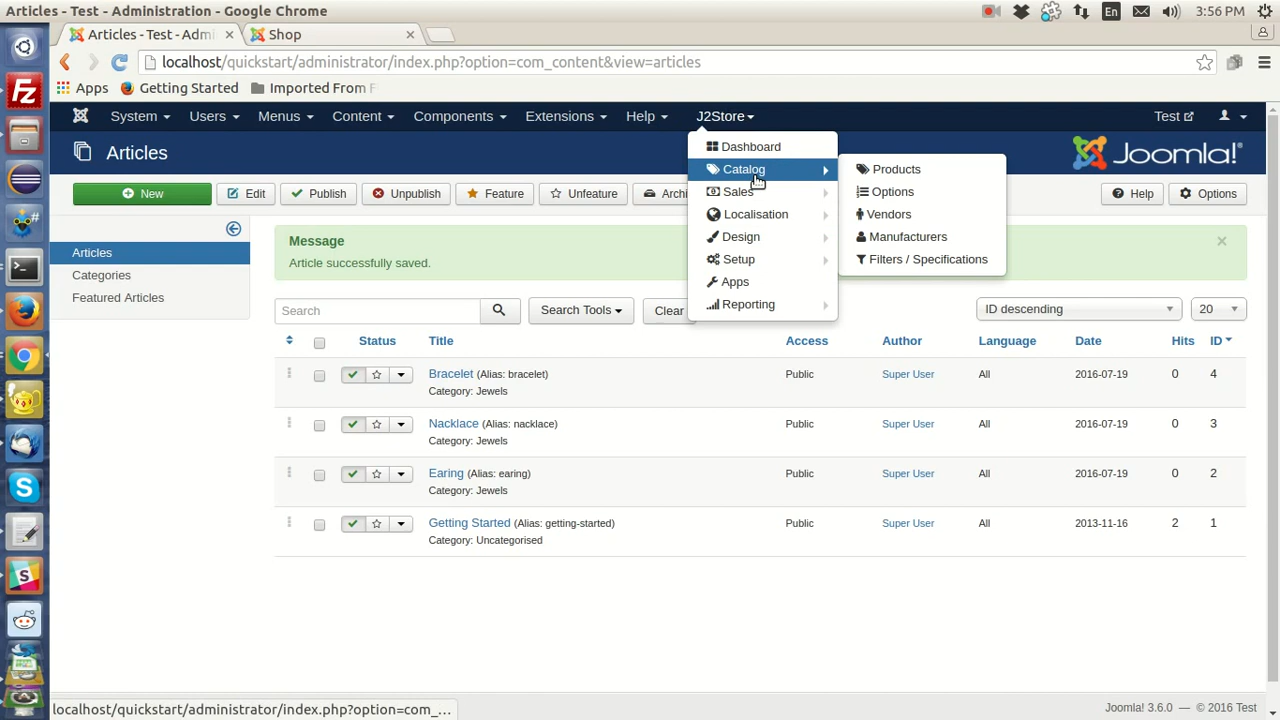 Articles - Test - Administration - Google Chrome
En
3:56 PM
Articles - Test - Admi
Shop
localhost/quickstart/administrator/index.php?option=com_content&view=articles
Apps
Getting Started
Imported From F
System
Users
Menus
Content
Components
Extensions
Help
J2Store
Test
Articles
Joomla!®
Dashboard
Catalog
Sales
Localisation
Design
Setup
Apps
Reporting
Products
Options
Vendors
Manufacturers
Filters / Specifications
New
Edit
Publish
Unpublish
Feature
Unfeature
Archi
Help
Options
Articles
Categories
Featured Articles
Message
Article successfully saved.
×
Search
Search Tools
Clear
ID descending
20
Status
Title
Access
Author
Language
Date
Hits
ID
Bracelet (Alias: bracelet)
Category: Jewels
Public
Super User
All
2016-07-19
0
4
Nacklace (Alias: nacklace)
Category: Jewels
Public
Super User
All
2016-07-19
0
3
Earing (Alias: earing)
Category: Jewels
Public
Super User
All
2016-07-19
0
2
Getting Started (Alias: getting-started)
Category: Uncategorised
Public
Super User
All
2013-11-16
2
1
localhost/quickstart/administrator/index.php?option=com_...
Joomla! 3.6.0 — © 2016 Test